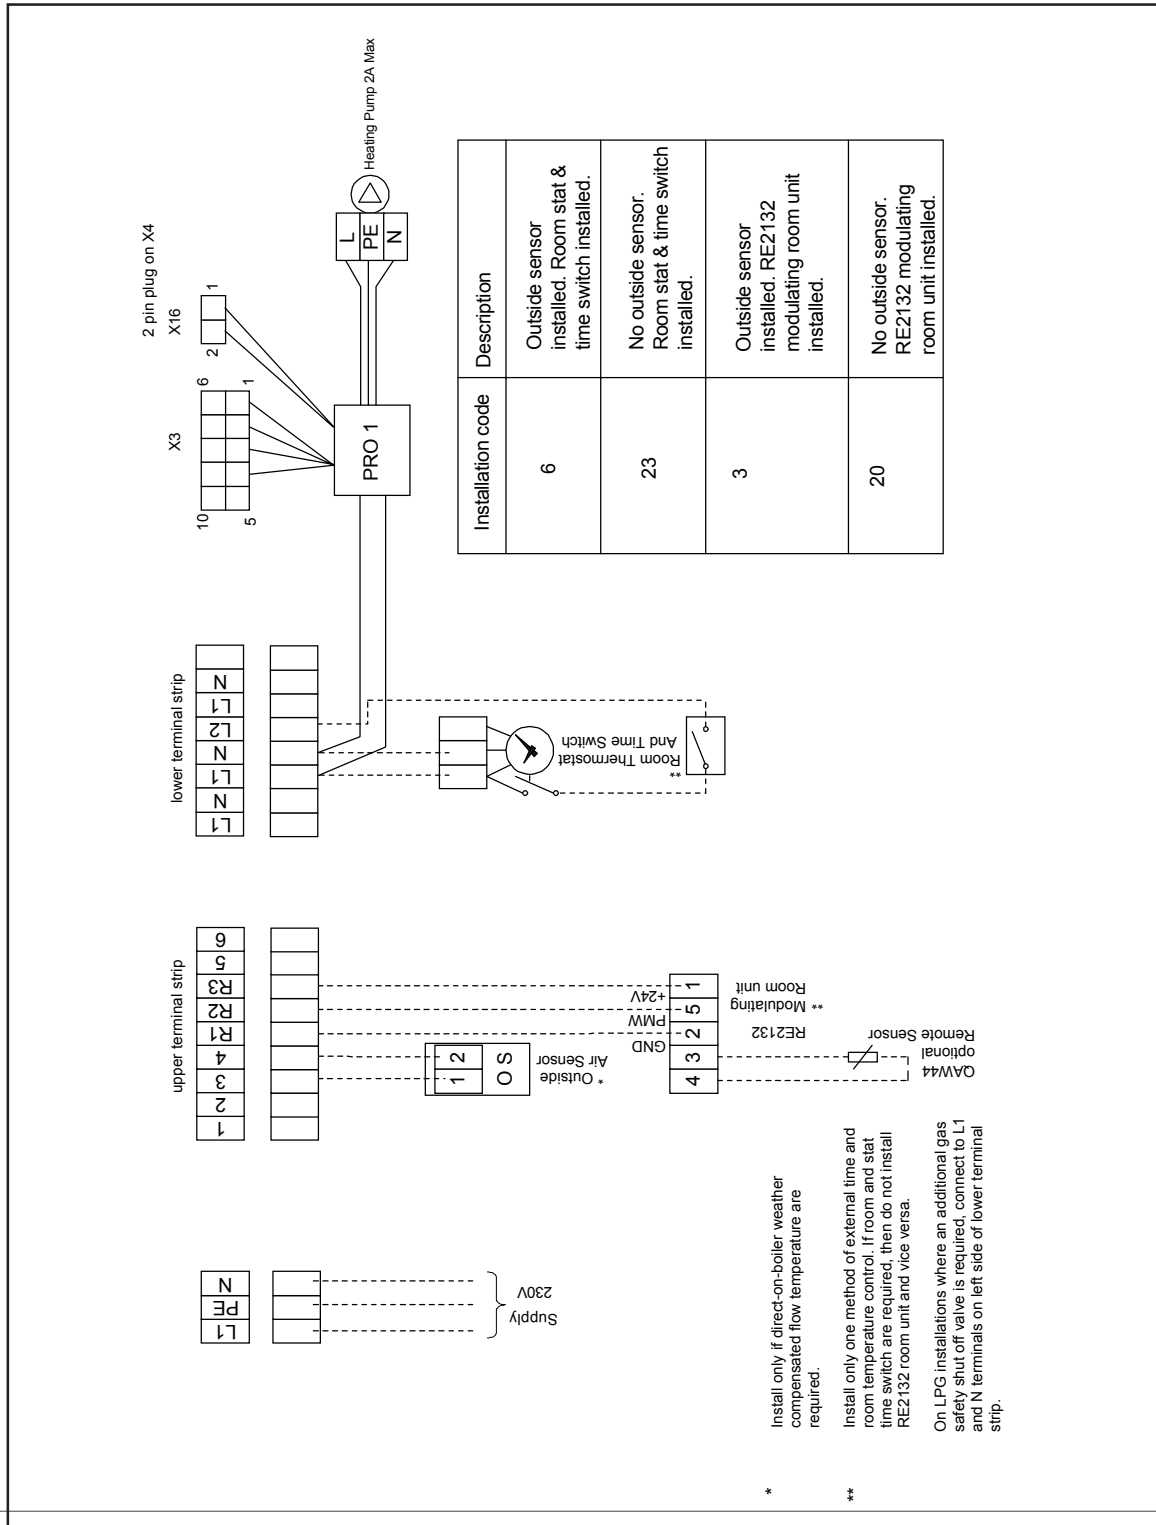 Supply
230V
L1
PE
N
upper terminal strip
1
2
3
4
R1
R2
R3
5
6
1
2
O S
* Outside
Air Sensor
GND
PMW
+24V
4
3
2
5
1
RE2132
** Modulating
Room unit
QAW44
optional
Remote Sensor
lower terminal strip
L1
N
L1
N
L2
L1
N
**
Room Thermostat
And Time Switch
X3
10
6
5
1
2 pin plug on X4
X16
2
1
PRO 1
L
PE
N
Heating Pump 2A Max
Installation code
Description
6
Outside sensor
installed. Room stat &
time switch installed.
23
No outside sensor.
Room stat & time switch
installed.
3
Outside sensor
installed. RE2132
modulating room unit
installed.
20
No outside sensor.
RE2132 modulating
room unit installed.
*
Install only if direct-on-boiler weather
compensated flow temperature are
required.
**
Install only one method of external time and
room temperature control. If room and stat
time switch are required, then do not install
RE2132 room unit and vice versa.
On LPG installations where an additional gas
safety shut off valve is required, connect to L1
and N terminals on left side of lower terminal
strip.